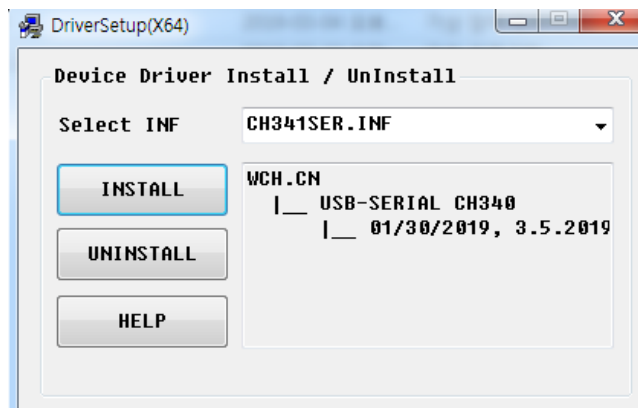 DriverSetup(X64)
Device Driver Install / UnInstall
Select INF
CH341SER.INF
INSTALL
WCH.CN
|__ USB-SERIAL CH340
|__ 01/30/2019, 3.5.2019
UNINSTALL
HELP